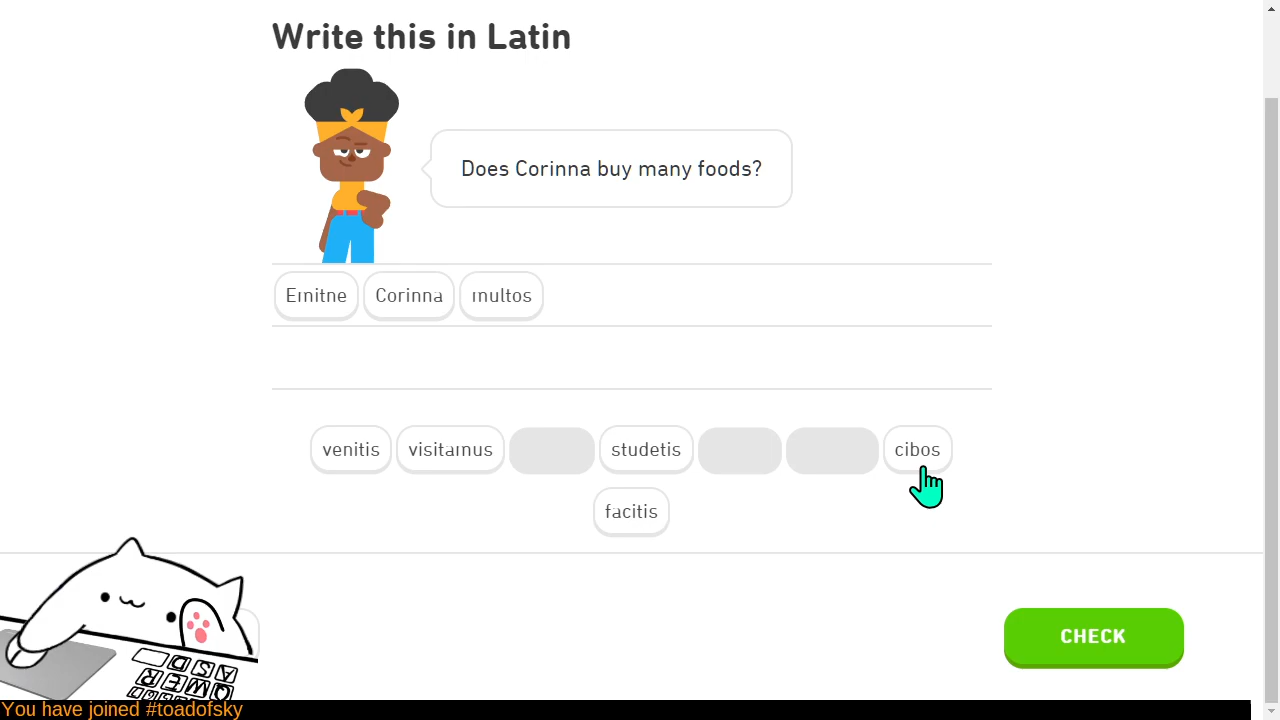 Write this in Latin
Does Corinna buy many foods?
Emitne Corinna multos
venitis visitamus studetis cibos
facitis
CHECK
A S D
Q W E R
You have joined #toadofsky